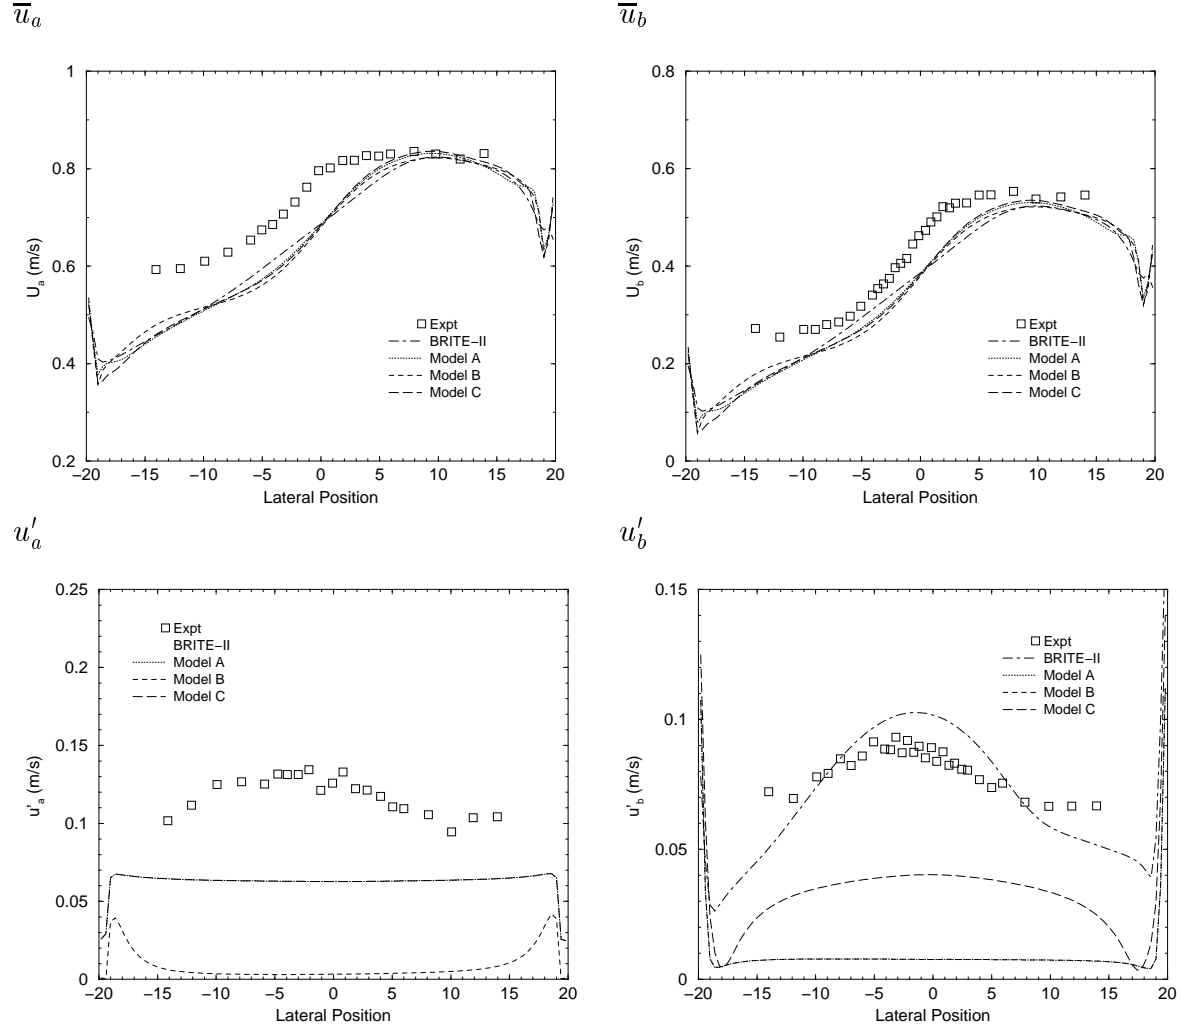 u̅_a
1
0.8
0.6
0.4
0.2
U_a (m/s)
−20 −15 −10 −5 0 5 10 15 20
Lateral Position
Expt
BRITE−II
Model A
Model B
Model C
u̅_b
0.8
0.6
0.4
0.2
0
U_b (m/s)
−20 −15 −10 −5 0 5 10 15 20
Lateral Position
Expt
BRITE−II
Model A
Model B
Model C
u′_a
0.25
0.2
0.15
0.1
0.05
0
u'_a (m/s)
−20 −15 −10 −5 0 5 10 15 20
Lateral Position
Expt
BRITE−II
Model A
Model B
Model C
u′_b
0.15
0.1
0.05
0
u'_b (m/s)
−20 −15 −10 −5 0 5 10 15 20
Lateral Position
Expt
BRITE−II
Model A
Model B
Model C